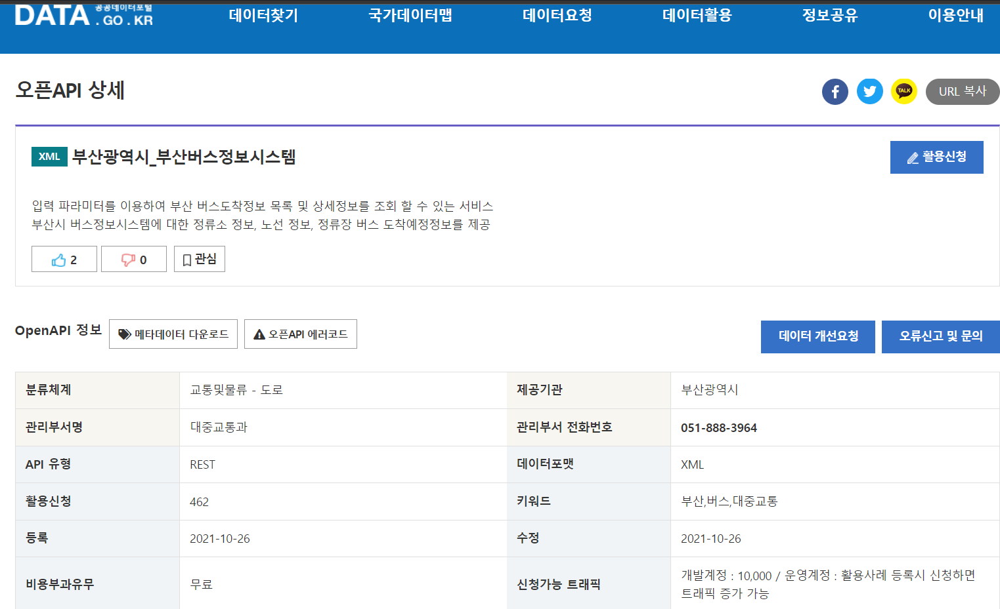 DATA 공공데이터포털
.GO.KR
데이터찾기 국가데이터맵 데이터요청 데이터활용 정보공유 이용안내
오픈API 상세
TALK
URL 복사
XML 부산광역시_부산버스정보시스템
활용신청
입력 파라미터를 이용하여 부산 버스도착정보 목록 및 상세정보를 조회 할 수 있는 서비스
부산시 버스정보시스템에 대한 정류소 정보, 노선 정보, 정류장 버스 도착예정정보를 제공
2 0 관심
OpenAPI 정보 메타데이터 다운로드 오픈API 에러코드 데이터 개선요청 오류신고 및 문의
분류체계 교통및물류 - 도로 제공기관 부산광역시
관리부서명 대중교통과 관리부서 전화번호 051-888-3964
API 유형 REST 데이터포맷 XML
활용신청 462 키워드 부산,버스,대중교통
등록 2021-10-26 수정 2021-10-26
비용부과유무 무료 신청가능 트래픽 개발계정 : 10,000 / 운영계정 : 활용사례 등록시 신청하면
트래픽 증가 가능